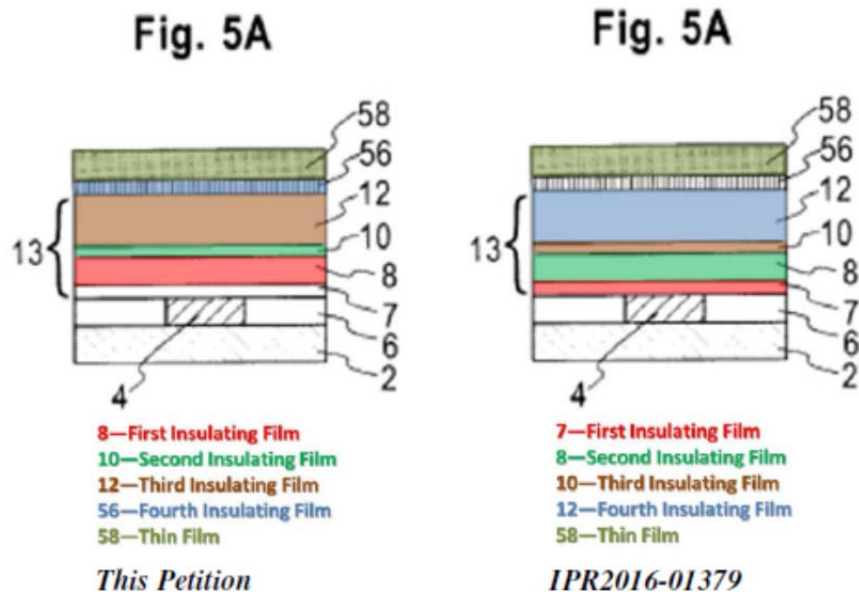 Fig. 5A
58
56
12
10
13
8
7
6
4
2
8—First Insulating Film
10—Second Insulating Film
12—Third Insulating Film
56—Fourth Insulating Film
58—Thin Film
This Petition
Fig. 5A
58
56
12
10
13
8
7
6
4
2
7—First Insulating Film
8—Second Insulating Film
10—Third Insulating Film
12—Fourth Insulating Film
58—Thin Film
IPR2016-01379